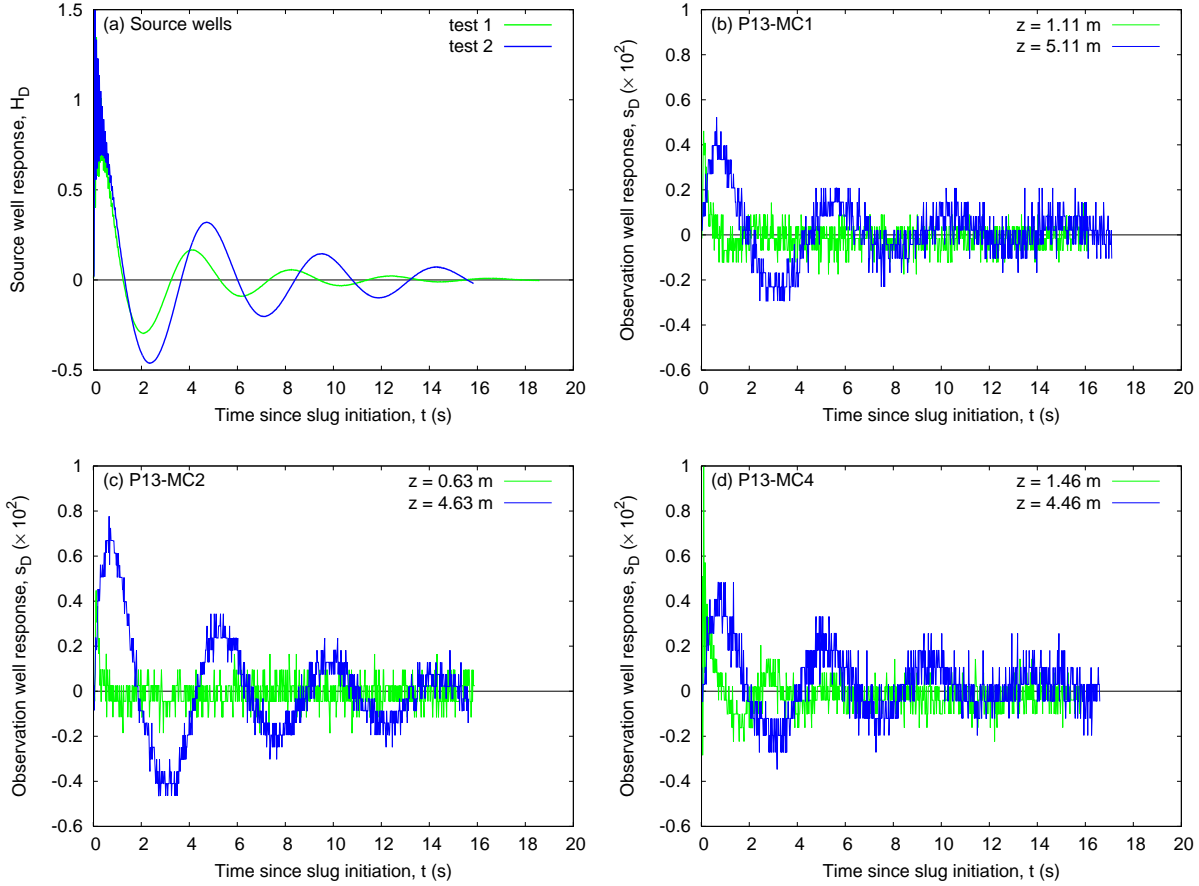 (a) Source wells
test 1
test 2
Source well response, H_D
1.5
1
0.5
0
-0.5
0 2 4 6 8 10 12 14 16 18 20
Time since slug initiation, t (s)
(b) P13-MC1
z = 1.11 m
z = 5.11 m
Observation well response, s_D (× 10^2)
1
0.8
0.6
0.4
0.2
0
-0.2
-0.4
-0.6
0 2 4 6 8 10 12 14 16 18 20
Time since slug initiation, t (s)
(c) P13-MC2
z = 0.63 m
z = 4.63 m
Observation well response, s_D (× 10^2)
1
0.8
0.6
0.4
0.2
0
-0.2
-0.4
-0.6
0 2 4 6 8 10 12 14 16 18 20
Time since slug initiation, t (s)
(d) P13-MC4
z = 1.46 m
z = 4.46 m
Observation well response, s_D (× 10^2)
1
0.8
0.6
0.4
0.2
0
-0.2
-0.4
-0.6
0 2 4 6 8 10 12 14 16 18 20
Time since slug initiation, t (s)